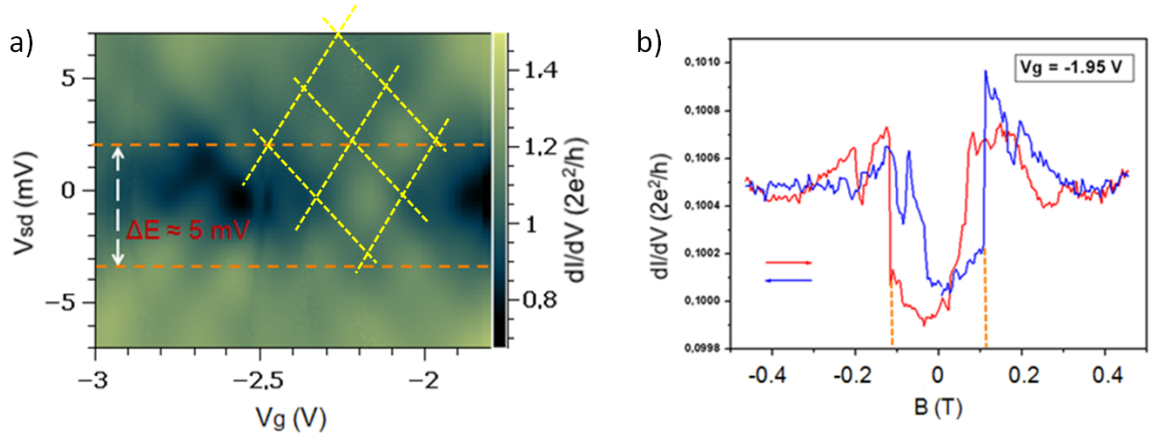 a)
Vsd (mV)
5
0
−5
−3
−2,5
−2
Vg (V)
ΔE ≈ 5 mV
1.4
1.2
1
0.8
dI/dV (2e²/h)
b)
dI/dV (2e²/h)
0,1010
0,1008
0,1006
0,1004
0,1002
0,1000
0,0998
Vg = -1.95 V
-0.4
-0.2
0
0.2
0.4
B (T)